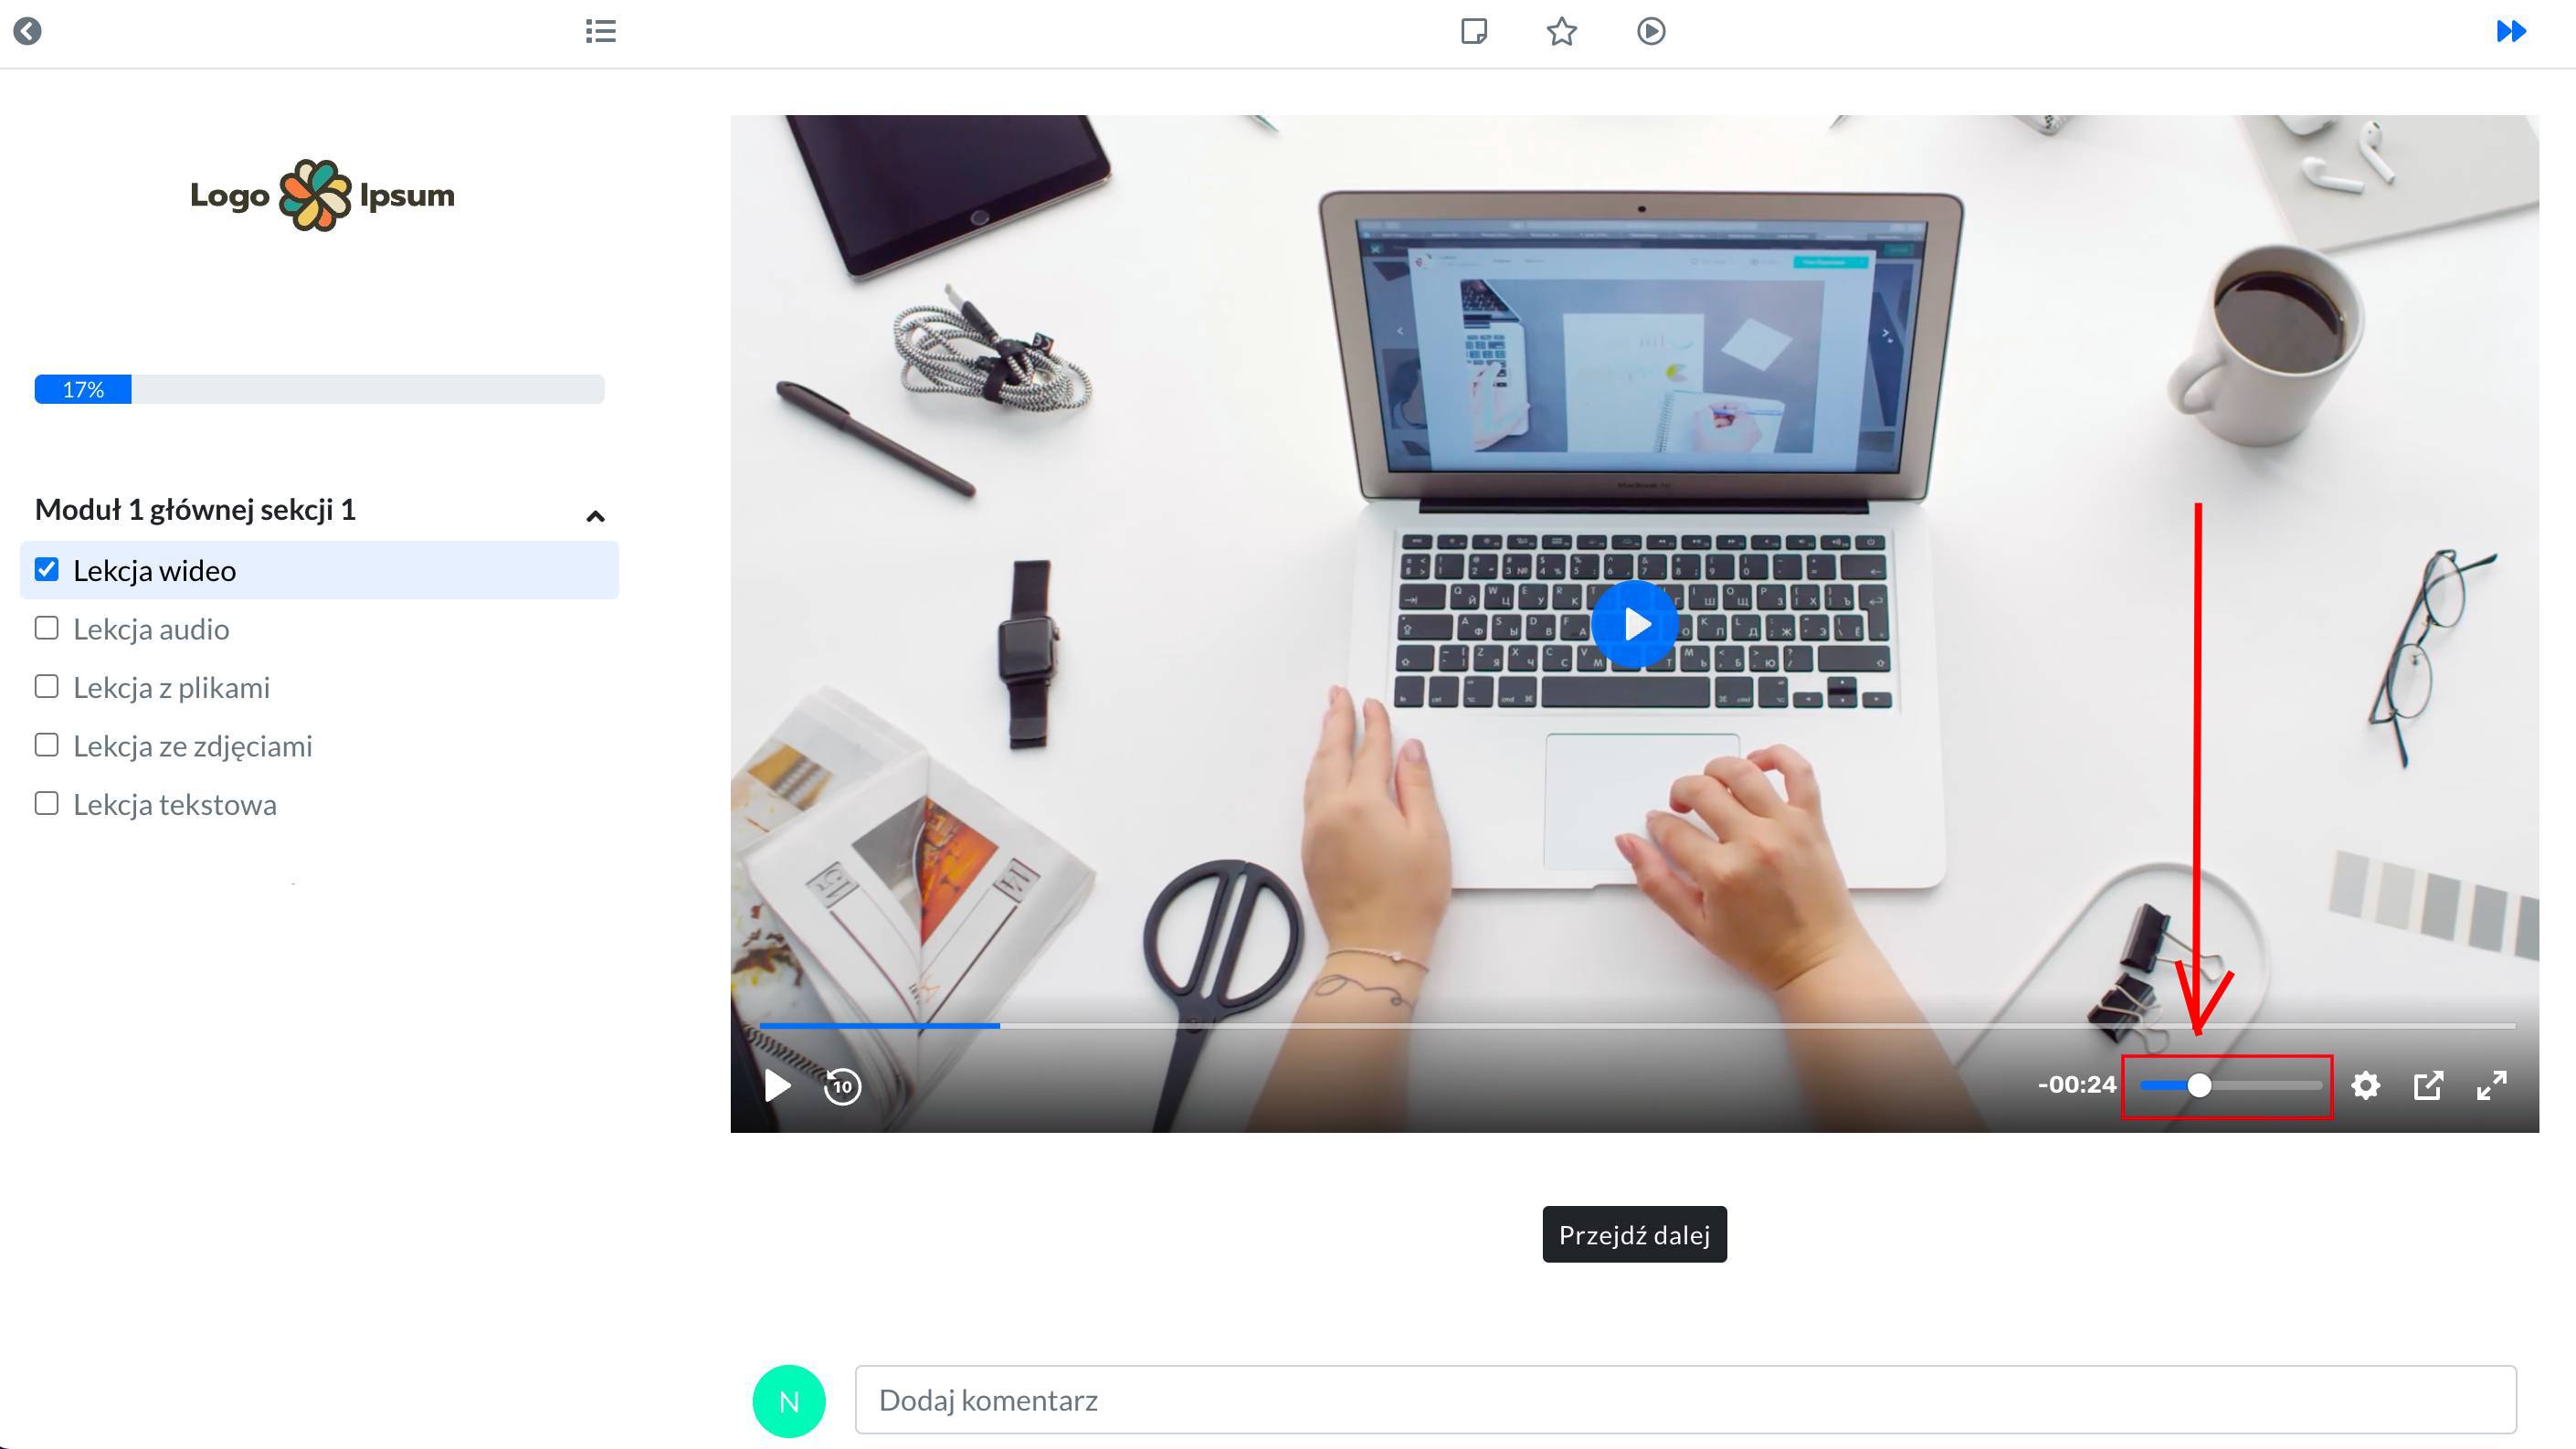 Logo Ipsum
17%
Moduł 1 głównej sekcji 1
Lekcja wideo
Lekcja audio
Lekcja z plikami
Lekcja ze zdjęciami
Lekcja tekstowa
10
-00:24
Przejdź dalej
N
Dodaj komentarz